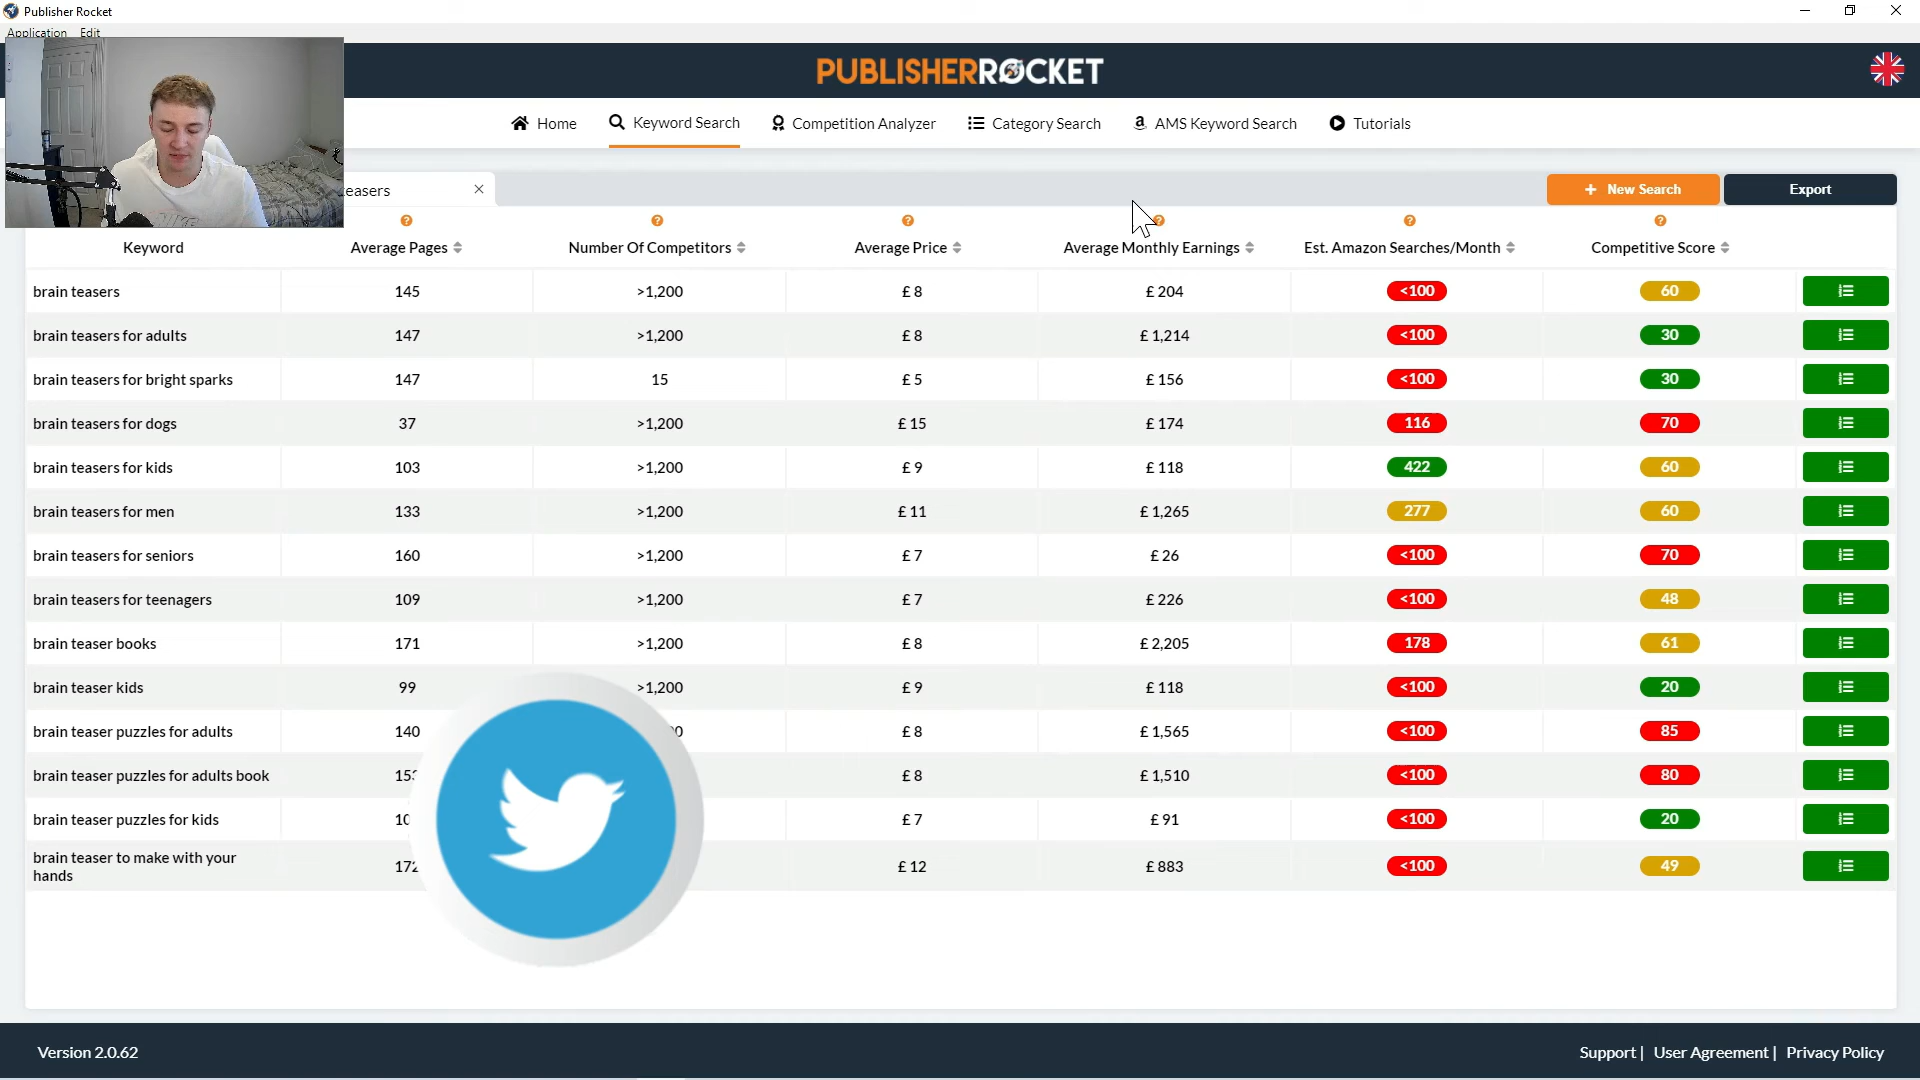 Publisher Rocket
Application Edit
PUBLISHERROCKET
Home Keyword Search Competition Analyzer Category Search AMS Keyword Search Tutorials
teasers × + New Search Export
Keyword Average Pages Number Of Competitors Average Price Average Monthly Earnings Est. Amazon Searches/Month Competitive Score
brain teasers 145 >1,200 £ 8 £ 204 <100 60
brain teasers for adults 147 >1,200 £ 8 £ 1,214 <100 30
brain teasers for bright sparks 147 15 £ 5 £ 156 <100 30
brain teasers for dogs 37 >1,200 £ 15 £ 174 116 70
brain teasers for kids 103 >1,200 £ 9 £ 118 422 60
brain teasers for men 133 >1,200 £ 11 £ 1,265 277 60
brain teasers for seniors 160 >1,200 £ 7 £ 26 <100 70
brain teasers for teenagers 109 >1,200 £ 7 £ 226 <100 48
brain teaser books 171 >1,200 £ 8 £ 2,205 178 61
brain teaser kids 99 >1,200 £ 9 £ 118 <100 20
brain teaser puzzles for adults 140 £ 8 £ 1,565 <100 85
brain teaser puzzles for adults book £ 8 £ 1,510 <100 80
brain teaser puzzles for kids £ 7 £ 91 <100 20
brain teaser to make with your
hands 172 £ 12 £ 883 <100 49
Version 2.0.62 Support | User Agreement | Privacy Policy